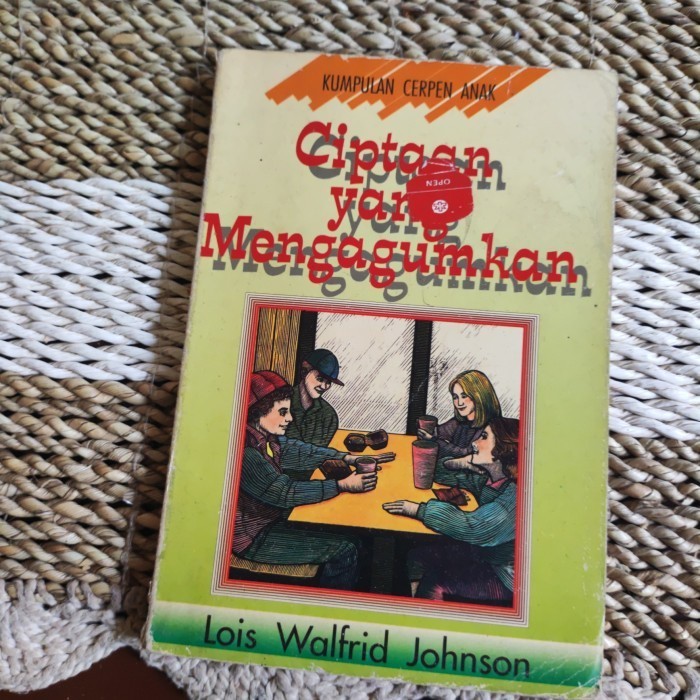 KUMPULAN CERPEN ANAK
Ciptaan
yang
Mengagumkan
OPEN
Lois Walfrid Johnson